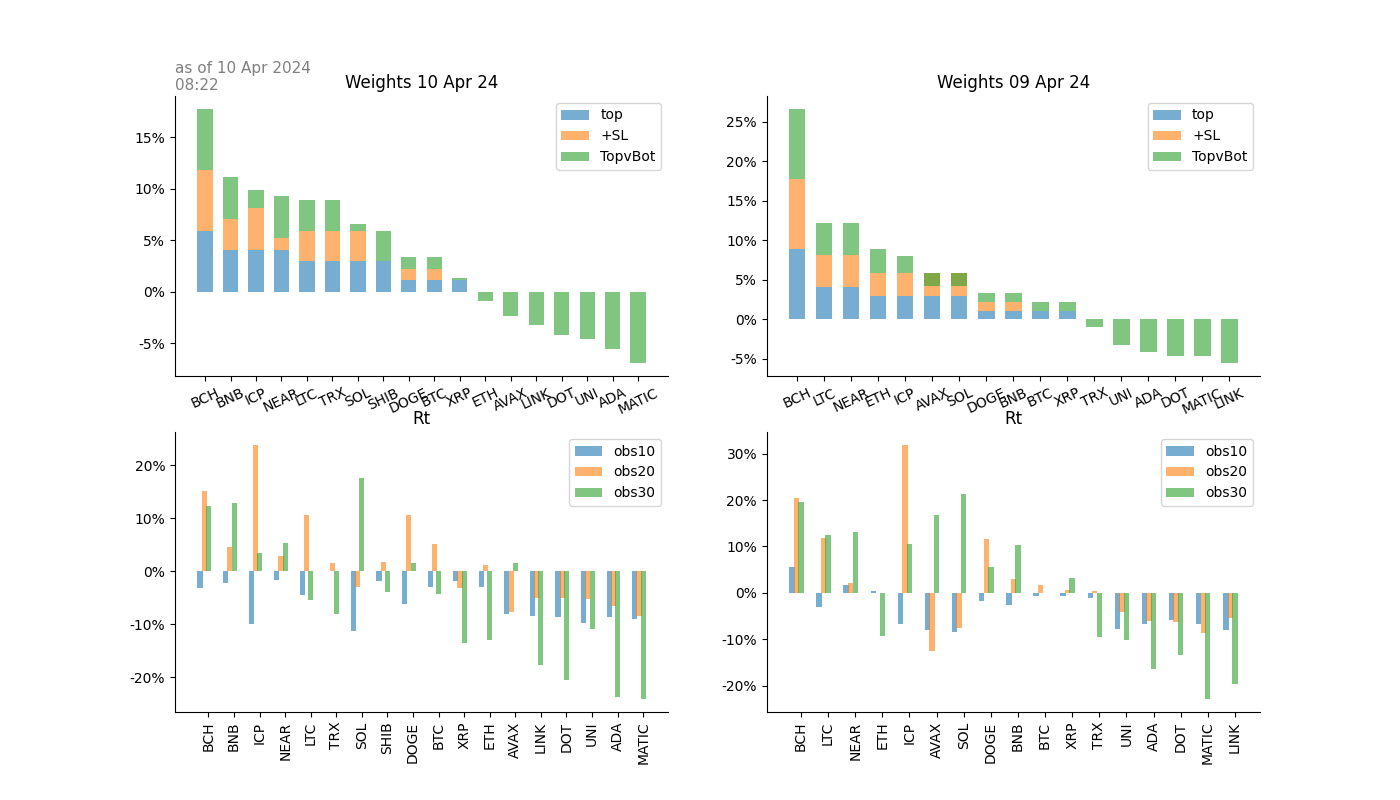 as of 10 Apr 2024
08:22
Weights 10 Apr 24
top
+SL
TopvBot
15%
10%
5%
0%
-5%
BCH BNB ICP NEAR LTC TRX SOL SHIB DOGE BTC XRP ETH AVAX LINK DOT UNI ADA MATIC
Weights 09 Apr 24
top
+SL
TopvBot
25%
20%
15%
10%
5%
0%
-5%
BCH LTC NEAR ETH ICP AVAX SOL DOGE BNB BTC XRP TRX UNI ADA DOT MATIC LINK
Rt
obs10
obs20
obs30
20%
10%
0%
-10%
-20%
BCH BNB ICP NEAR LTC TRX SOL SHIB DOGE BTC XRP ETH AVAX LINK DOT UNI ADA MATIC
Rt
obs10
obs20
obs30
30%
20%
10%
0%
-10%
-20%
BCH LTC NEAR ETH ICP AVAX SOL DOGE BNB BTC XRP TRX UNI ADA DOT MATIC LINK